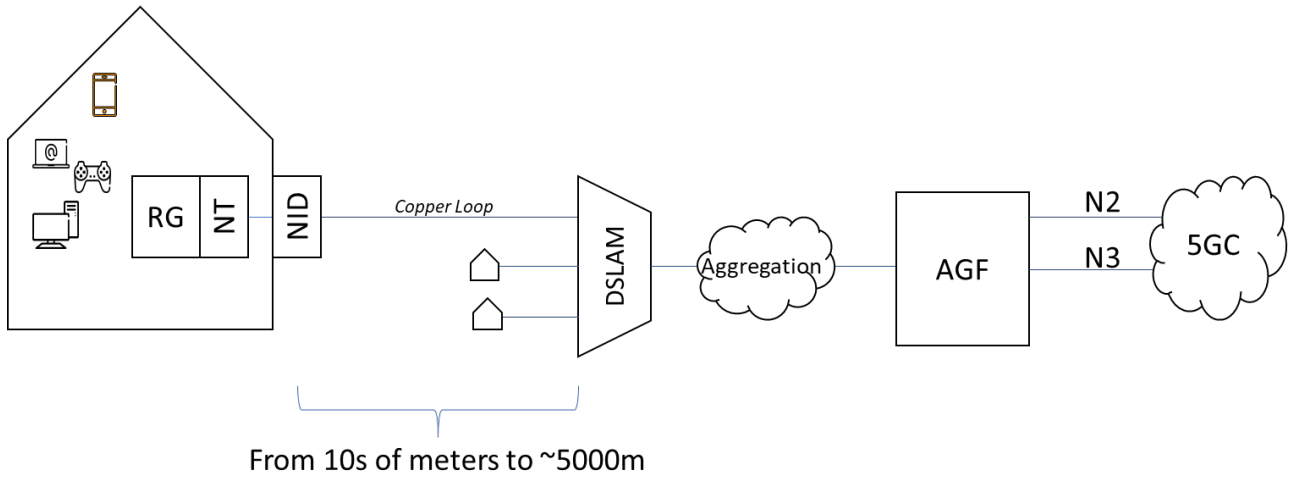 @
RG
NT
NID
Copper Loop
DSLAM
Aggregation
AGF
N2
N3
5GC
From 10s of meters to ~5000m